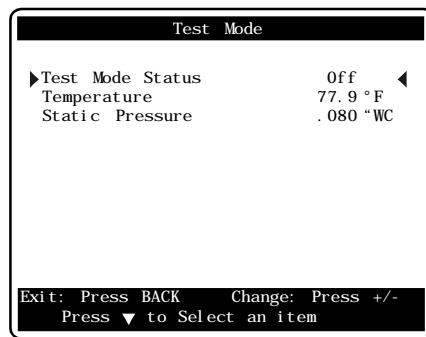 Test Mode
Test Mode Status Off
Temperature 77.9 °F
Static Pressure .080 “WC
Exit: Press BACK Change: Press +/-
Press ▼ to Select an item